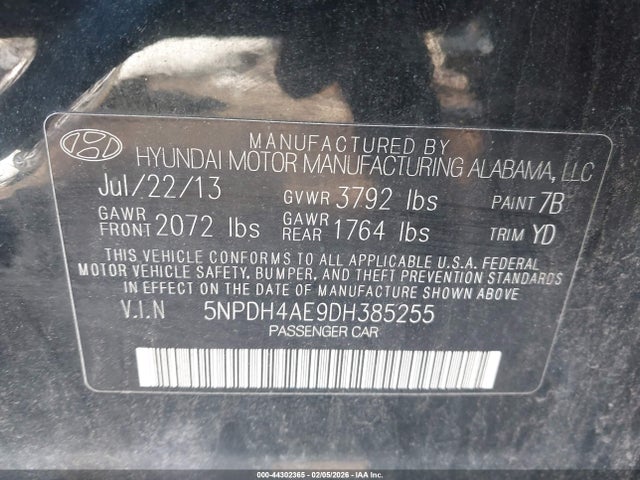 MANUFACTURED BY
HYUNDAI MOTOR MANUFACTURING ALABAMA, LLC
Jul/22/13 GVWR 3792 lbs PAINT 7B
GAWR FRONT 2072 lbs GAWR REAR 1764 lbs TRIM YD
THIS VEHICLE CONFORMS TO ALL APPLICABLE U.S.A. FEDERAL
MOTOR VEHICLE SAFETY, BUMPER, AND THEFT PREVENTION STANDARDS
IN EFFECT ON THE DATE OF MANUFACTURE SHOWN ABOVE
V.I.N 5NPDH4AE9DH385255
PASSENGER CAR
000-44302365 - 02/05/2026 - IAA Inc.